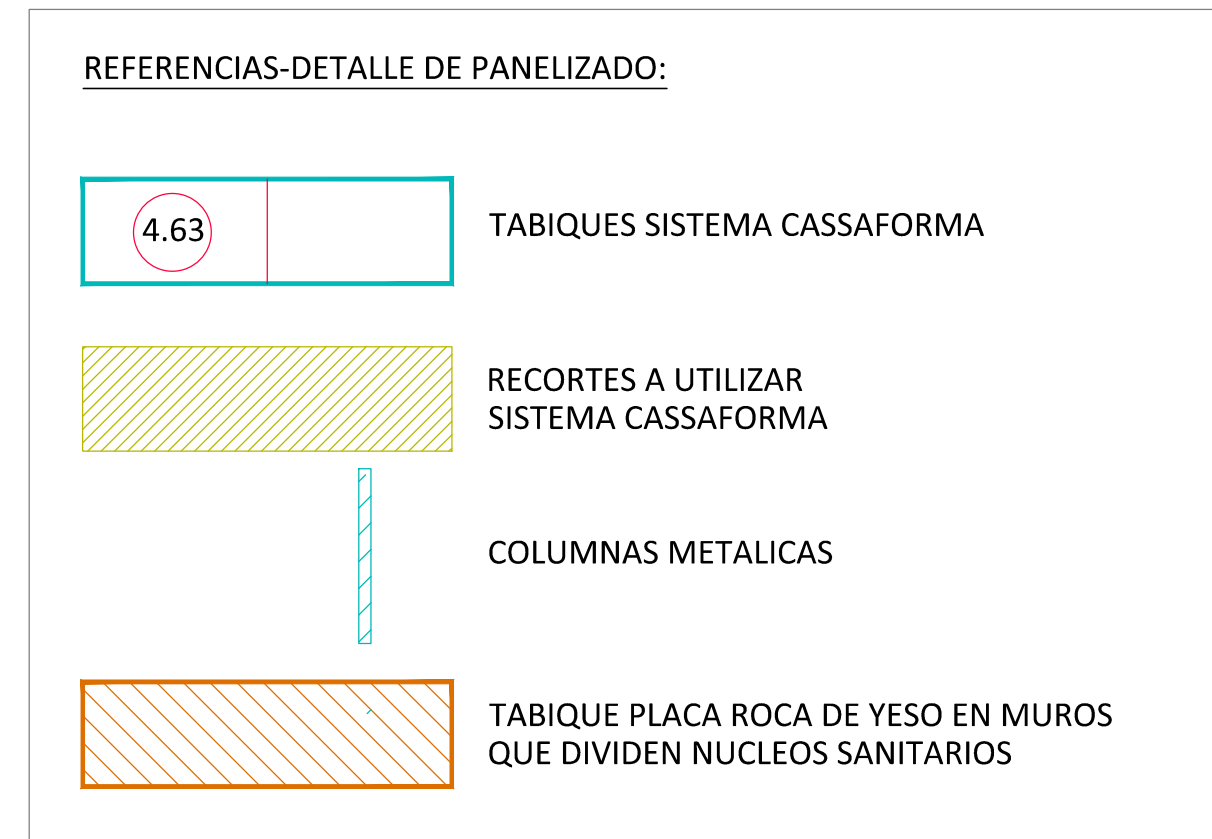 REFERENCIAS-DETALLE DE PANELIZADO:
4.63
TABIQUES SISTEMA CASSAFORMA
RECORTES A UTILIZAR
SISTEMA CASSAFORMA
COLUMNAS METALICAS
TABIQUE PLACA ROCA DE YESO EN MUROS
QUE DIVIDEN NUCLEOS SANITARIOS